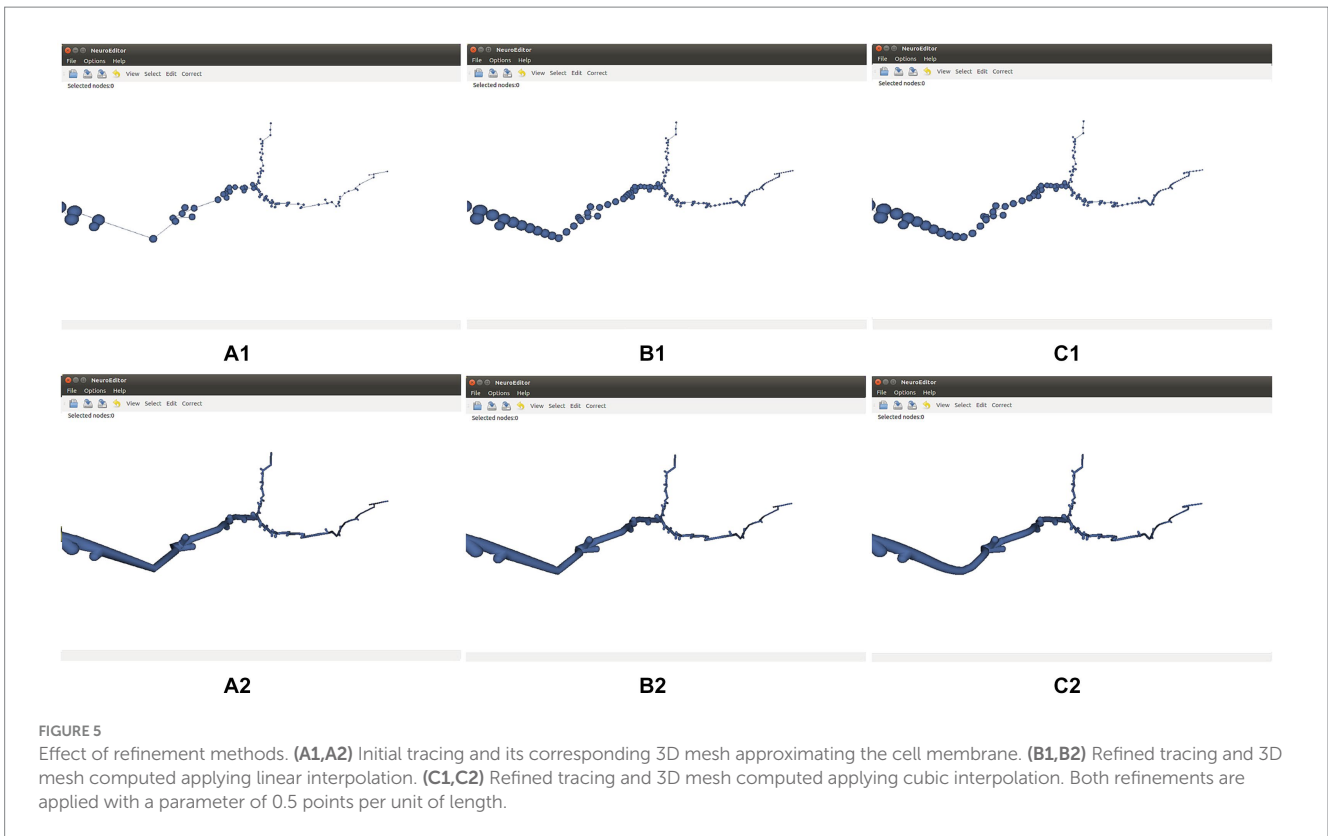 NeuroEditor
File Options Help
View Select Edit Correct
Selected nodes:0
NeuroEditor
File Options Help
View Select Edit Correct
Selected nodes:0
NeuroEditor
File Options Help
View Select Edit Correct
Selected nodes:0
A1
B1
C1
NeuroEditor
File Options Help
View Select Edit Correct
Selected nodes:0
NeuroEditor
File Options Help
View Select Edit Correct
Selected nodes:0
NeuroEditor
File Options Help
View Select Edit Correct
Selected nodes:0
A2
B2
C2
FIGURE 5
Effect of refinement methods. (A1,A2) Initial tracing and its corresponding 3D mesh approximating the cell membrane. (B1,B2) Refined tracing and 3D
mesh computed applying linear interpolation. (C1,C2) Refined tracing and 3D mesh computed applying cubic interpolation. Both refinements are
applied with a parameter of 0.5 points per unit of length.